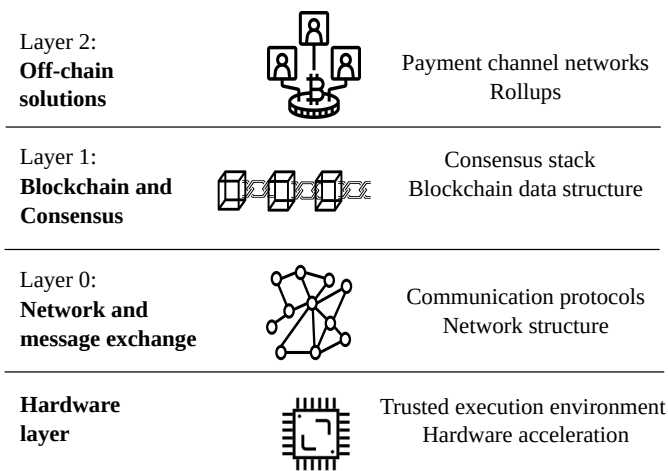 Layer 2:
Off-chain
solutions
Payment channel networks
Rollups
Layer 1:
Blockchain and
Consensus
Consensus stack
Blockchain data structure
Layer 0:
Network and
message exchange
Communication protocols
Network structure
Hardware
layer
Trusted execution environment
Hardware acceleration